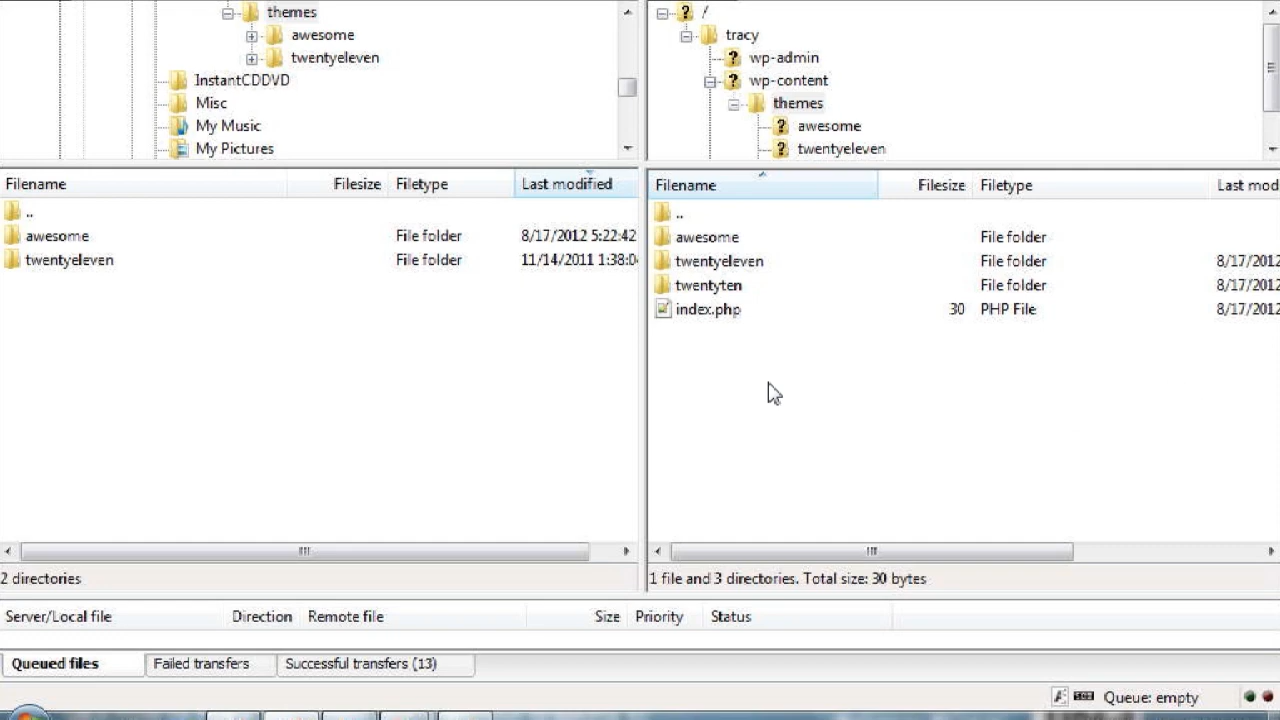 themes
awesome
twentyeleven
InstantCDDVD
Misc
My Music
My Pictures
/
tracy
wp-admin
wp-content
themes
awesome
twentyeleven
Filename Filesize Filetype Last modified
..
awesome File folder 8/17/2012 5:22:42
twentyeleven File folder 11/14/2011 1:38:0
2 directories
Filename Filesize Filetype Last mod
..
awesome File folder
twentyeleven File folder 8/17/2012
twentyten File folder 8/17/2012
index.php 30 PHP File 8/17/2012
1 file and 3 directories. Total size: 30 bytes
Server/Local file Direction Remote file Size Priority Status
Queued files Failed transfers Successful transfers (13)
Queue: empty